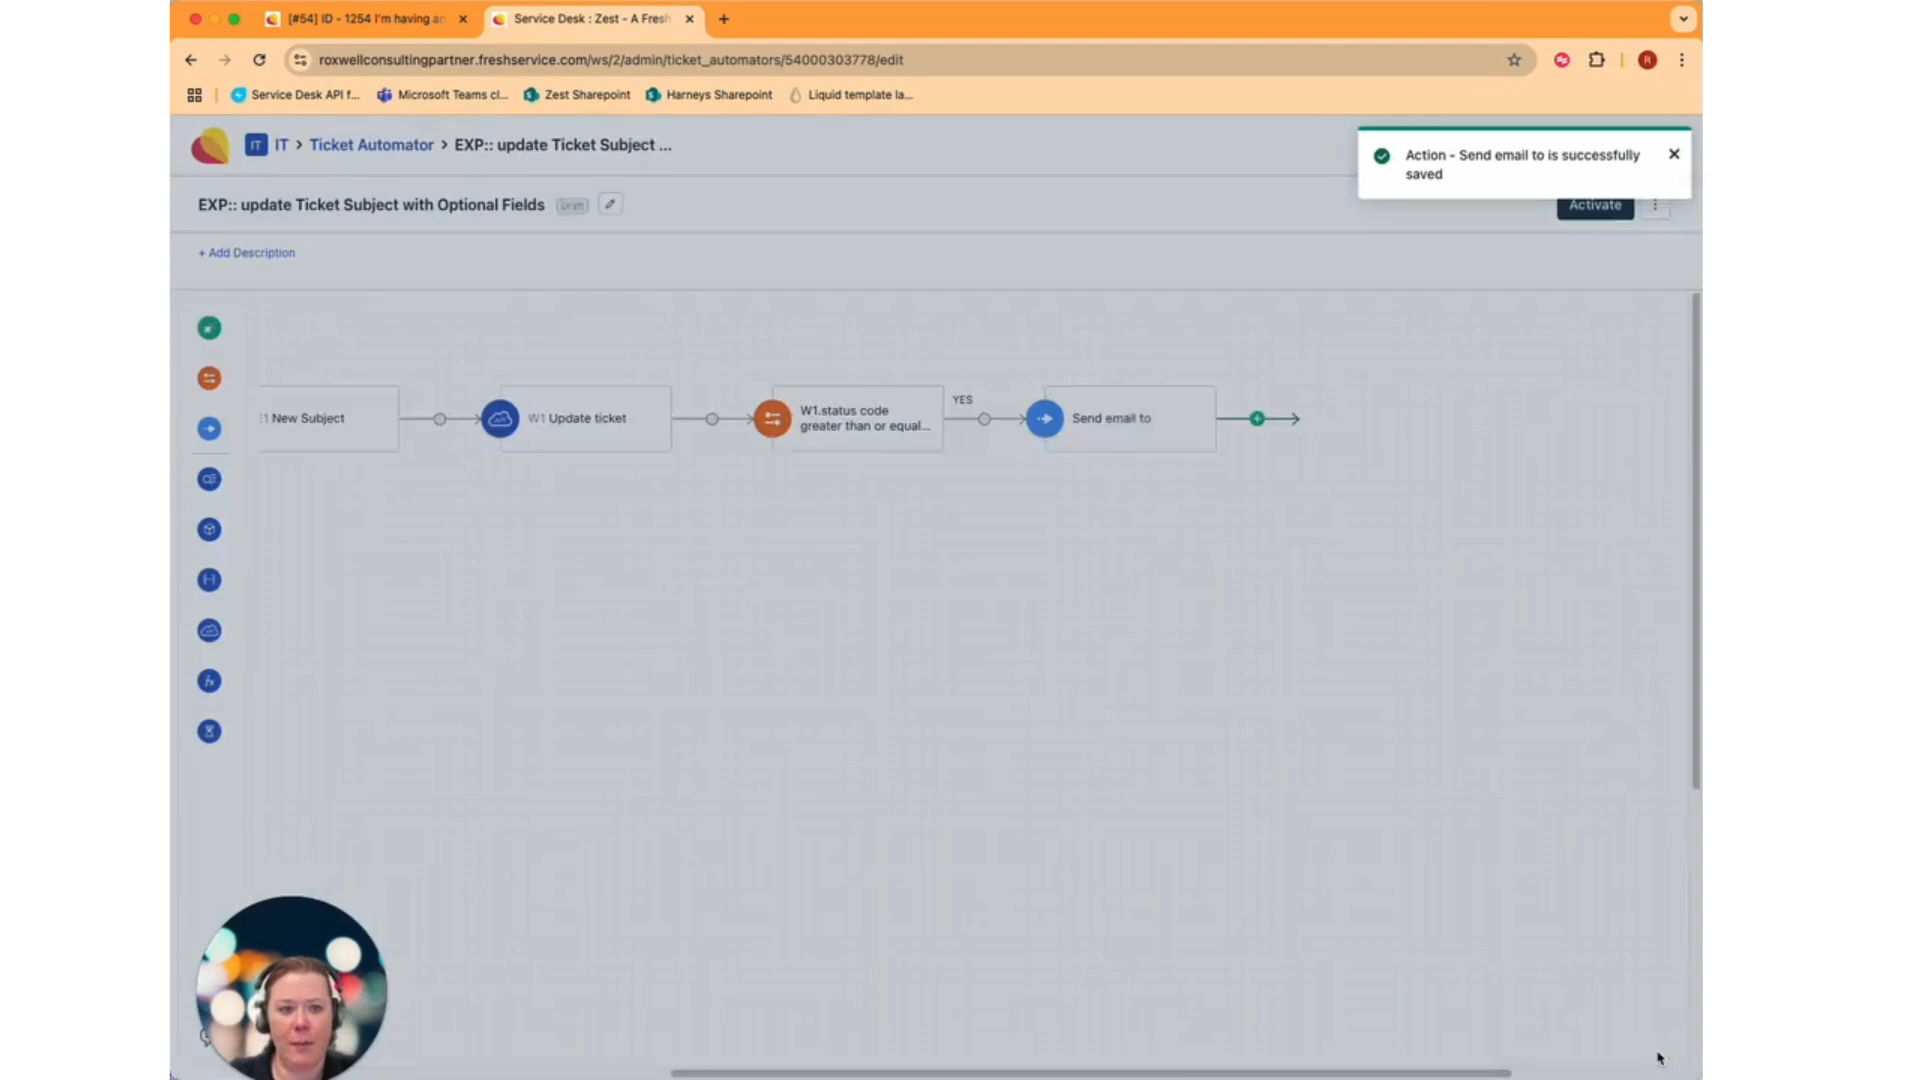 [#54] ID - 1254 I'm having an
Service Desk : Zest - A Fresh
roxwellconsultingpartner.freshservice.com/ws/2/admin/ticket_automators/54000303778/edit
R
Service Desk API f...
Microsoft Teams cl...
Zest Sharepoint
Harneys Sharepoint
Liquid template la...
IT IT > Ticket Automator > EXP:: update Ticket Subject ...
Action - Send email to is successfully
saved
EXP:: update Ticket Subject with Optional Fields
Draft
Activate
+ Add Description
New Subject
W1 Update ticket
W1.status code
greater than or equal...
YES
Send email to